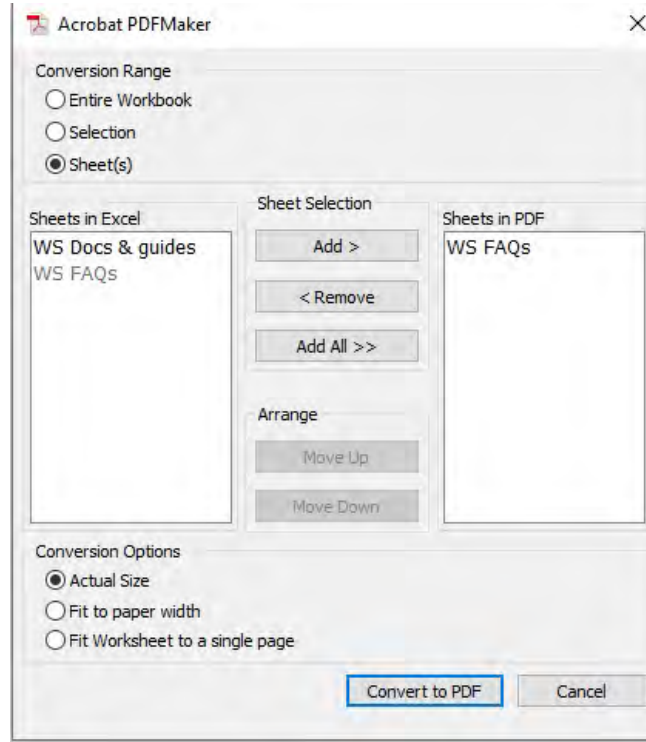 Acrobat PDFMaker
Conversion Range
Entire Workbook
Selection
Sheet(s)
Sheets in Excel
WS Docs & guides
WS FAQs
Sheet Selection
Add >
< Remove
Add All >>
Arrange
Move Up
Move Down
Sheets in PDF
WS FAQs
Conversion Options
Actual Size
Fit to paper width
Fit Worksheet to a single page
Convert to PDF
Cancel